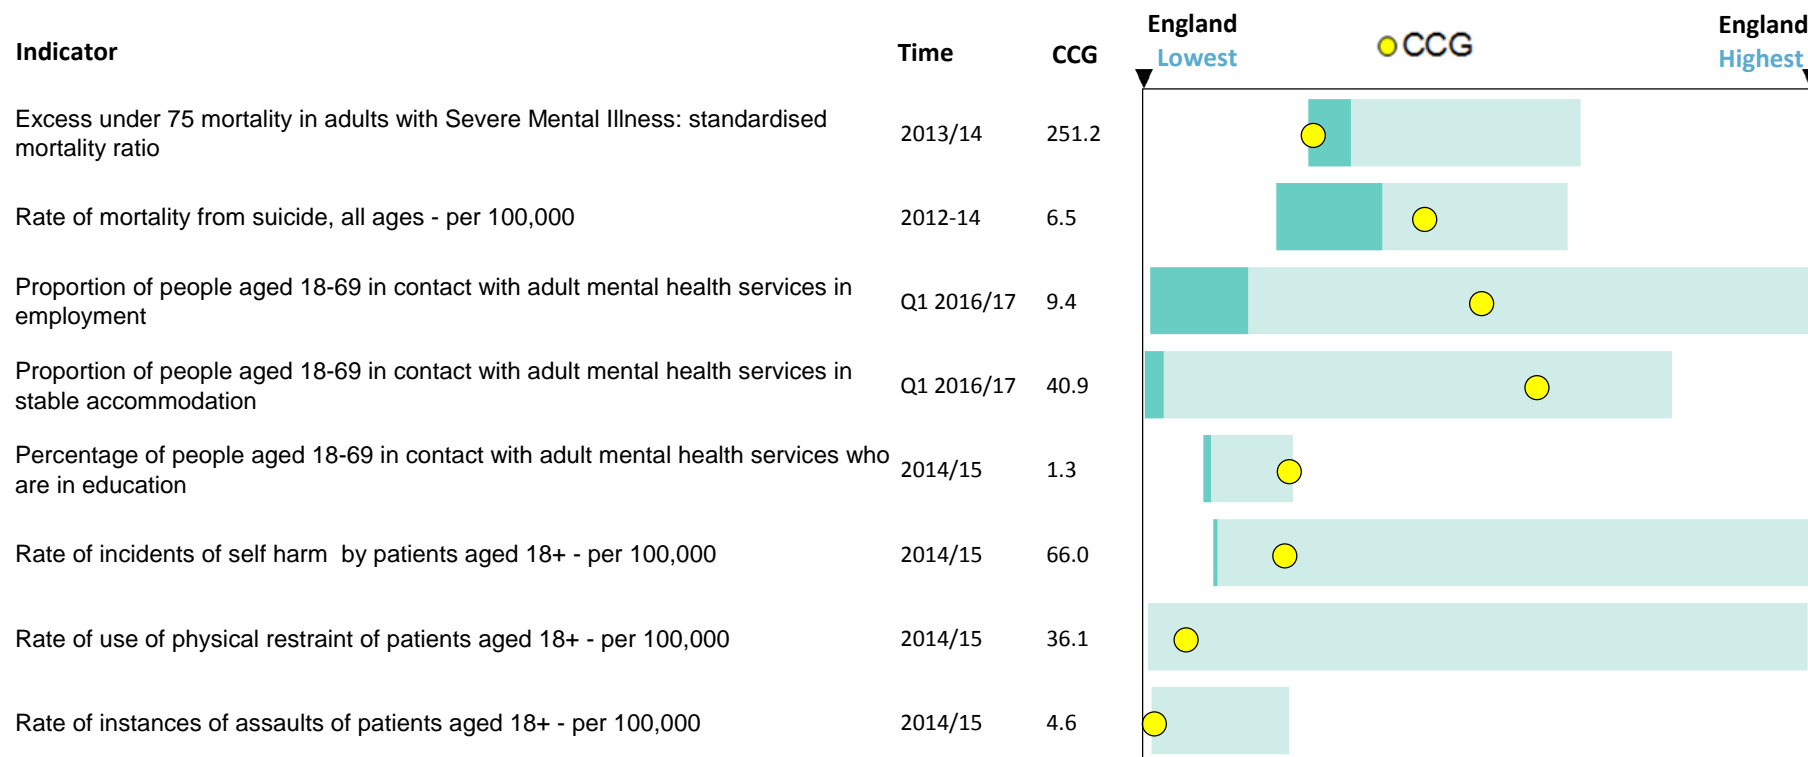 England
England
Indicator
Time
CCG
Lowest
CCG
Highest
Excess under 75 mortality in adults with Severe Mental Illness: standardised
mortality ratio
2013/14
251.2
Rate of mortality from suicide, all ages - per 100,000
2012-14
6.5
Proportion of people aged 18-69 in contact with adult mental health services in
employment
Q1 2016/17
9.4
Proportion of people aged 18-69 in contact with adult mental health services in
stable accommodation
Q1 2016/17
40.9
Percentage of people aged 18-69 in contact with adult mental health services who
are in education
2014/15
1.3
Rate of incidents of self harm  by patients aged 18+ - per 100,000
2014/15
66.0
Rate of use of physical restraint of patients aged 18+ - per 100,000
2014/15
36.1
Rate of instances of assaults of patients aged 18+ - per 100,000
2014/15
4.6